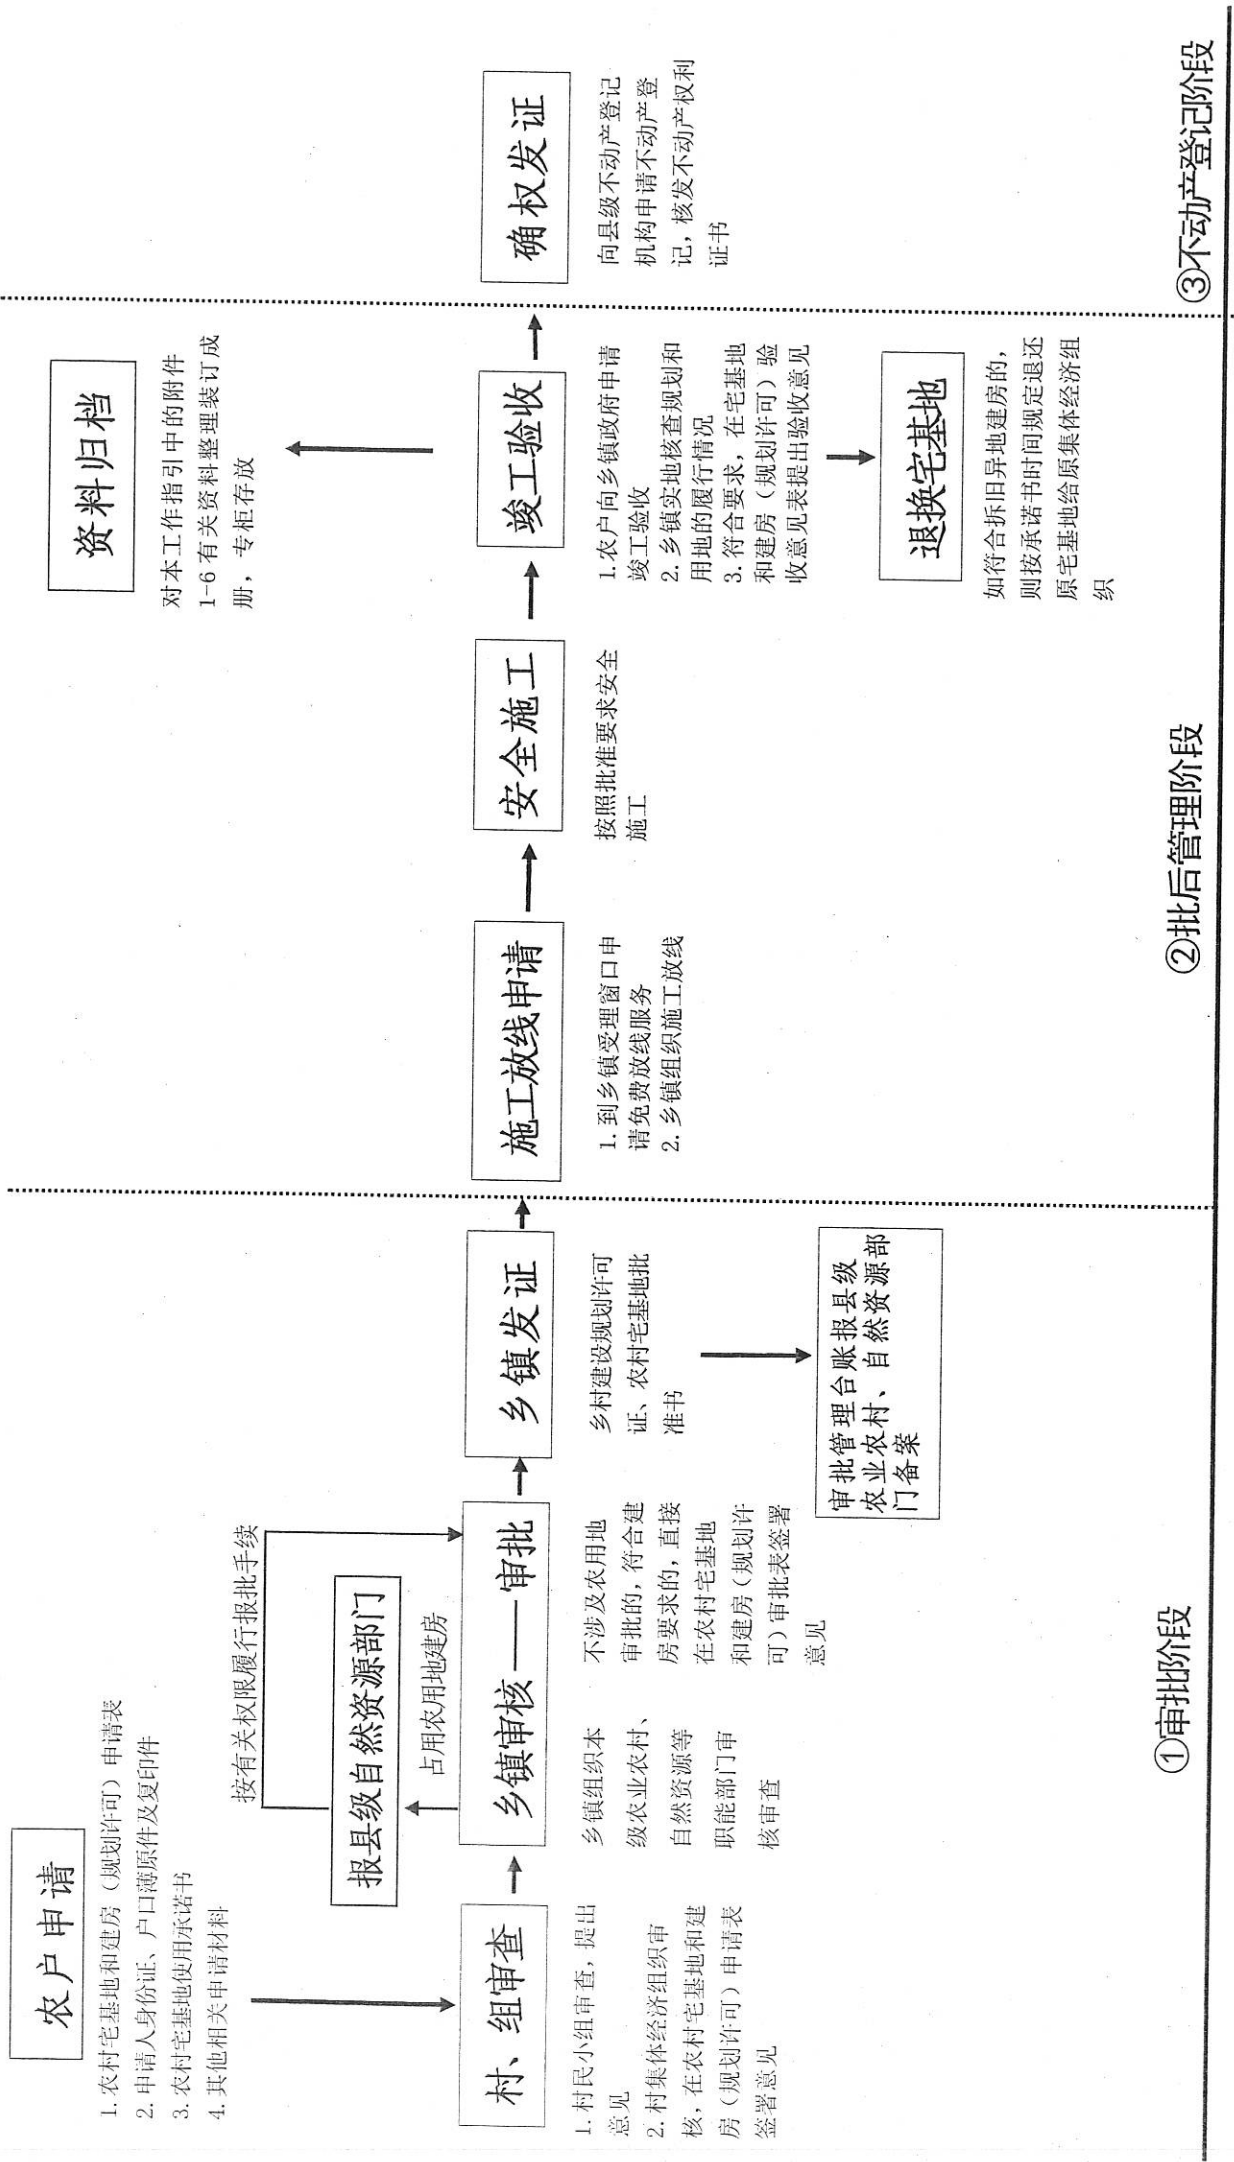 农户申请
1.农村宅基地和建房（规划许可）申请表
2.申请人身份证、户口薄原件及复印件
3.农村宅基地使用承诺书
4.其他相关申请材料
村、组审查
1.村民小组审查，提出
意见
2.村集体经济组织审
核，在农村宅基地和建
房（规划许可）申请表
签署意见
按有关权限履行报批手续
报县级自然资源部门
占用农用地建房
乡镇审核——审批
乡镇组织本
级农业农村、
自然资源等
职能部门审
核审查
不涉及农用地
审批的，符合建
房要求的，直接
在农村宅基地
和建房（规划许
可）审批表签署
意见
乡镇发证
乡村建设规划许可
证、农村宅基地批
准书
审批管理台账报县级
农业农村、自然资源部
门备案
①审批阶段
施工放线申请
1.到乡镇受理窗口申
请免费放线服务
2.乡镇组织施工放线
安全施工
按照批准要求安全
施工
资料归档
对本工作指引中的附件
1-6有关资料整理装订成
册，专柜存放
竣工验收
1.农户向乡镇政府申请
竣工验收
2.乡镇实地核查规划和
用地的履行情况
3.符合要求，在宅基地
和建房（规划许可）验
收意见表提出验收意见
退换宅基地
如符合拆旧异地建房的，
则按承诺书时间规定退还
原宅基地给原集体经济组
织
②批后管理阶段
确权发证
向县级不动产登记
机构申请不动产登
记，核发不动产权利
证书
③不动产登记阶段